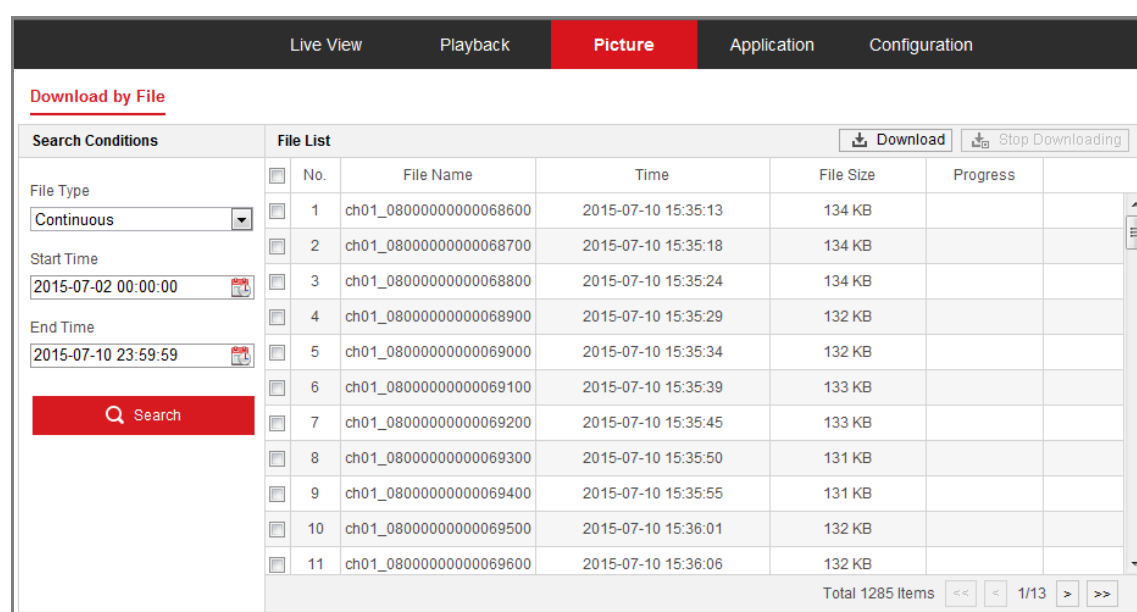 Live View Playback Picture Application Configuration
Download by File
Search Conditions
File Type
Continuous
Start Time
2015-07-02 00:00:00
End Time
2015-07-10 23:59:59
Search
File List Download Stop Downloading
No. File Name Time File Size Progress
1 ch01_08000000000068600 2015-07-10 15:35:13 134 KB
2 ch01_08000000000068700 2015-07-10 15:35:18 134 KB
3 ch01_08000000000068800 2015-07-10 15:35:24 134 KB
4 ch01_08000000000068900 2015-07-10 15:35:29 132 KB
5 ch01_08000000000069000 2015-07-10 15:35:34 132 KB
6 ch01_08000000000069100 2015-07-10 15:35:39 133 KB
7 ch01_08000000000069200 2015-07-10 15:35:45 133 KB
8 ch01_08000000000069300 2015-07-10 15:35:50 131 KB
9 ch01_08000000000069400 2015-07-10 15:35:55 131 KB
10 ch01_08000000000069500 2015-07-10 15:36:01 132 KB
11 ch01_08000000000069600 2015-07-10 15:36:06 132 KB
Total 1285 Items << < 1/13 > >>